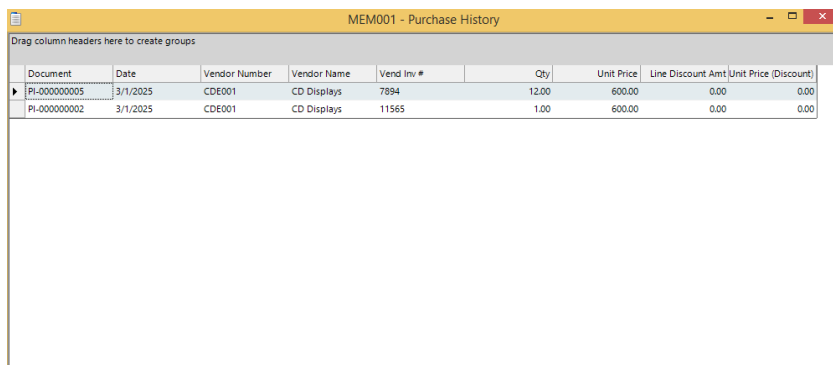 MEM001 - Purchase History
Drag column headers here to create groups
Document Date Vendor Number Vendor Name Vend Inv # Qty Unit Price Line Discount Amt Unit Price (Discount)
PI-000000005 3/1/2025 CDE001 CD Displays 7894 12.00 600.00 0.00 0.00
PI-000000002 3/1/2025 CDE001 CD Displays 11565 1.00 600.00 0.00 0.00